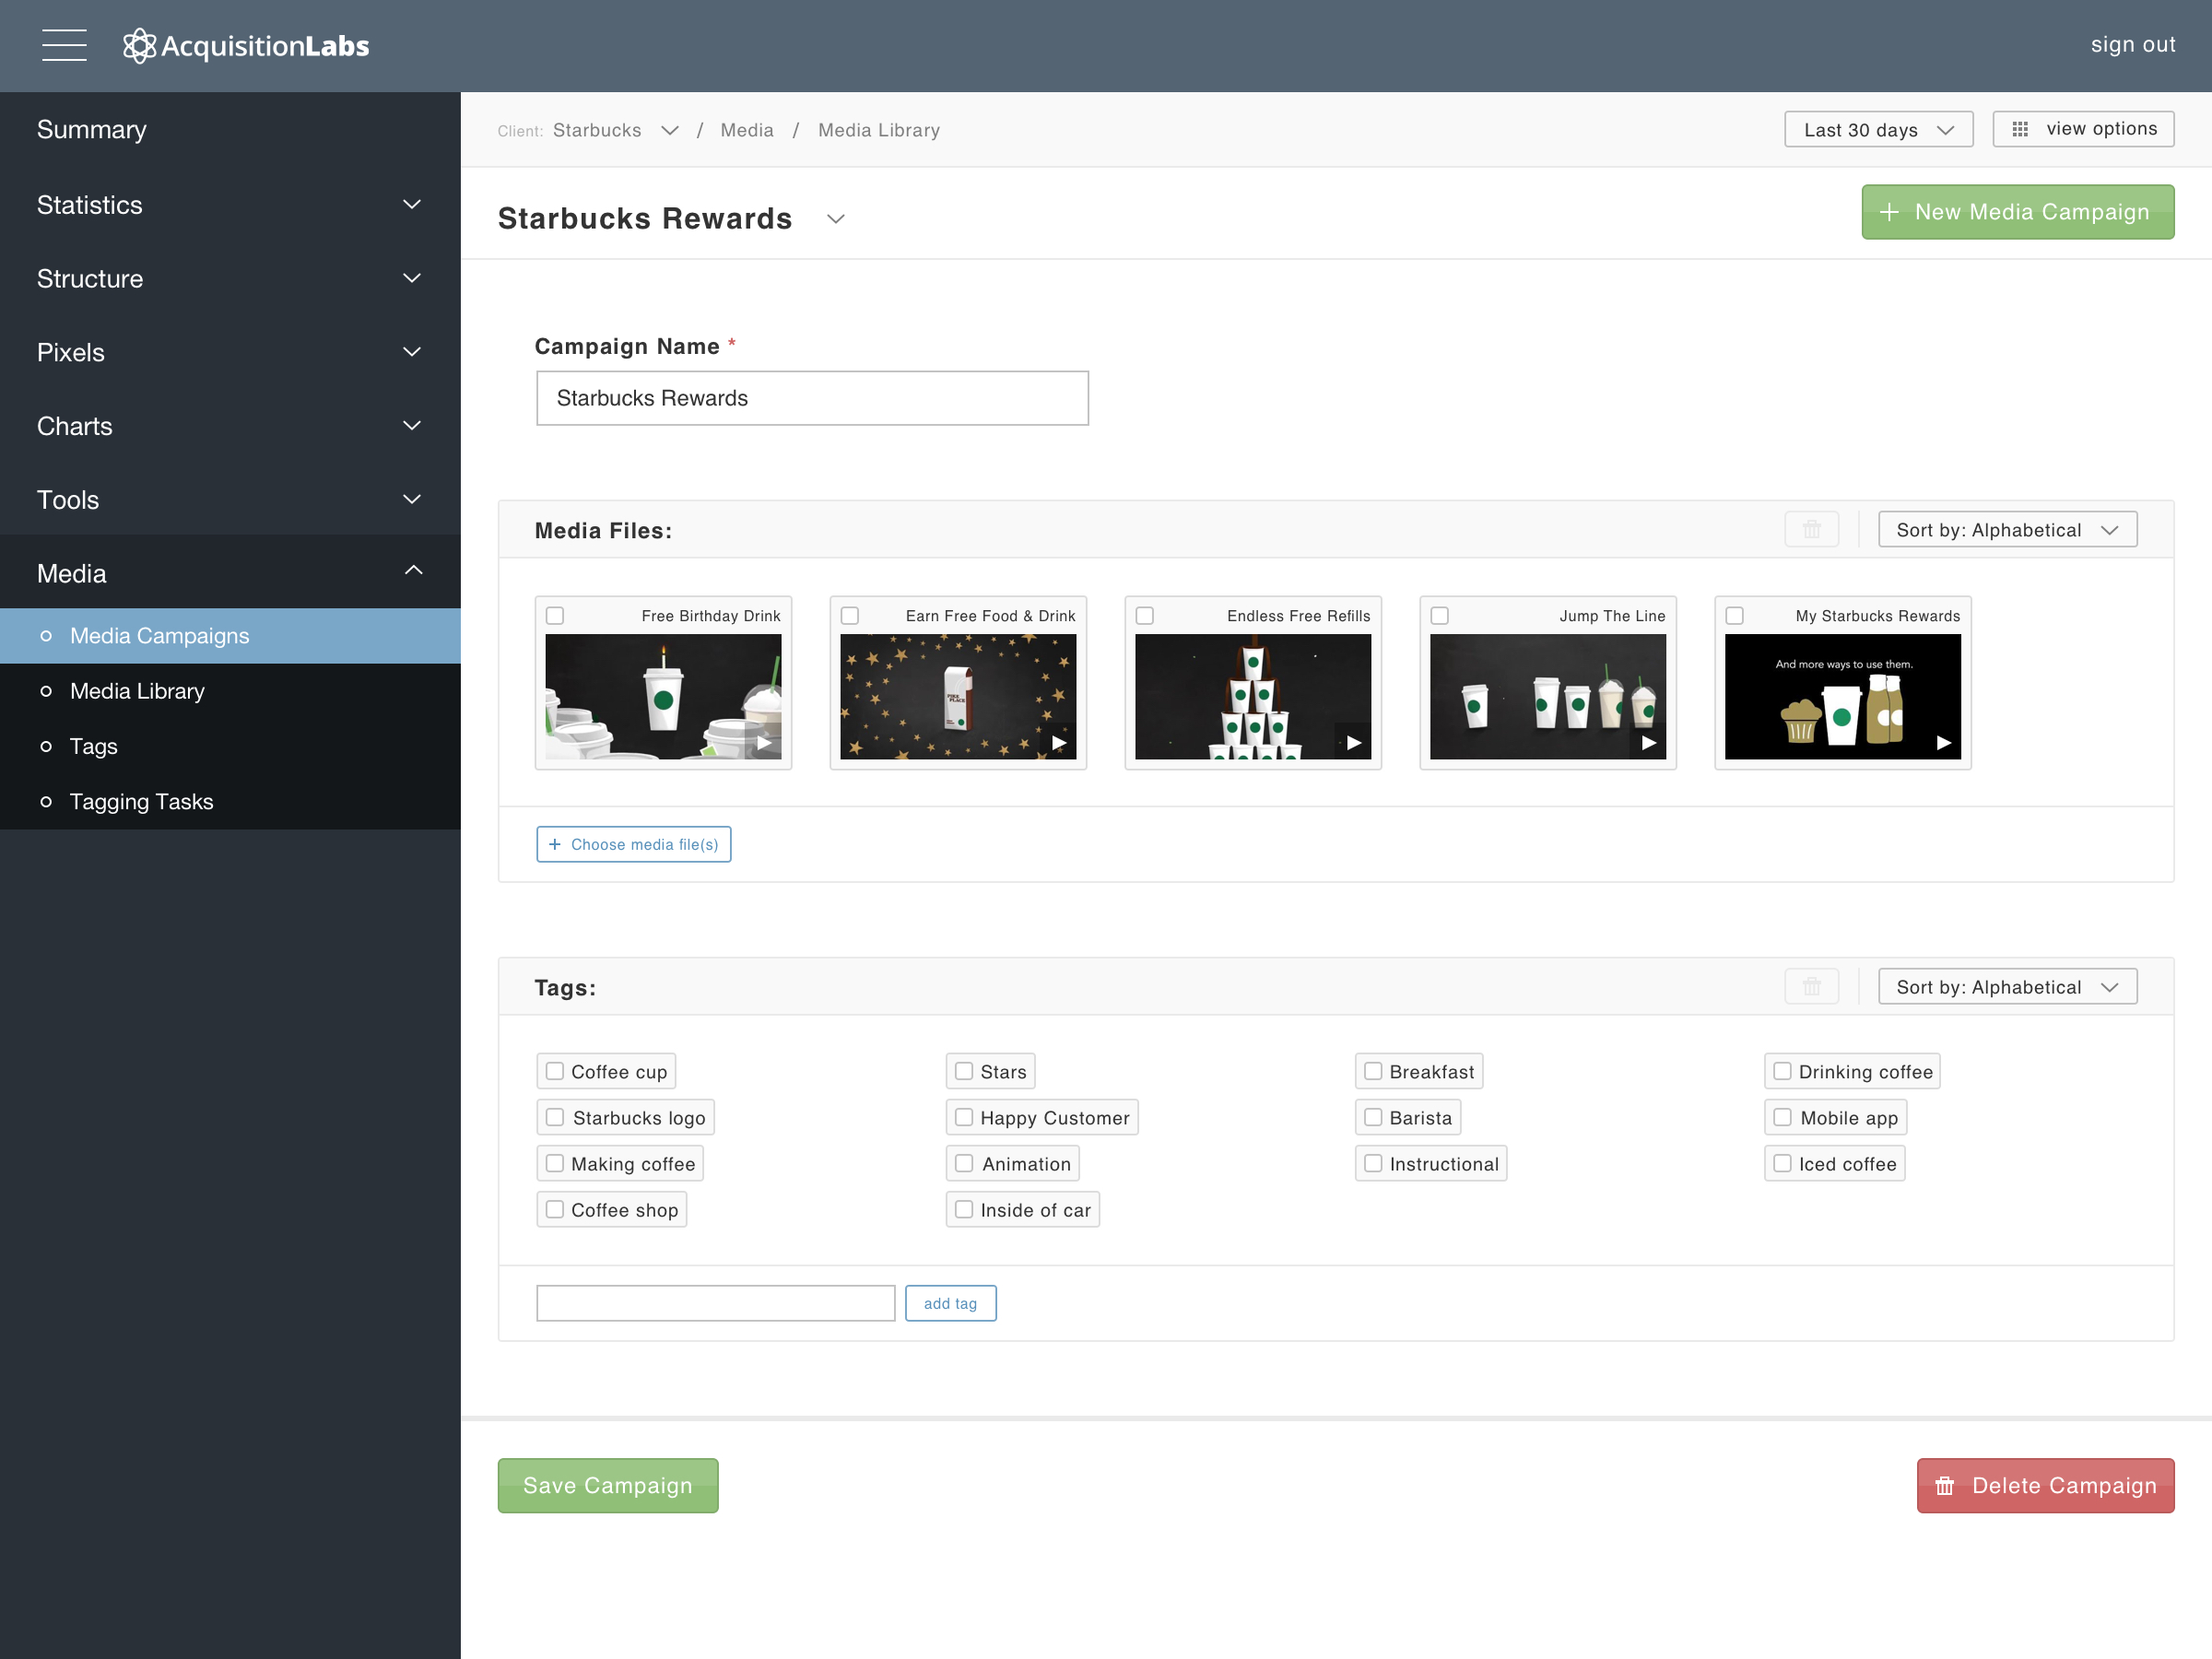 AcquisitionLabs
sign out
Summary
Statistics
Structure
Pixels
Charts
Tools
Media
Media Campaigns
Media Library
Tags
Tagging Tasks
Client: Starbucks / Media / Media Library
Last 30 days
view options
Starbucks Rewards
+ New Media Campaign
Campaign Name *
Starbucks Rewards
Media Files:
Sort by: Alphabetical
Free Birthday Drink
Earn Free Food & Drink
PIKE
PLACE
Endless Free Refills
Jump The Line
My Starbucks Rewards
And more ways to use them.
+ Choose media file(s)
Tags:
Sort by: Alphabetical
Coffee cup
Stars
Breakfast
Drinking coffee
Starbucks logo
Happy Customer
Barista
Mobile app
Making coffee
Animation
Instructional
Iced coffee
Coffee shop
Inside of car
add tag
Save Campaign
Delete Campaign